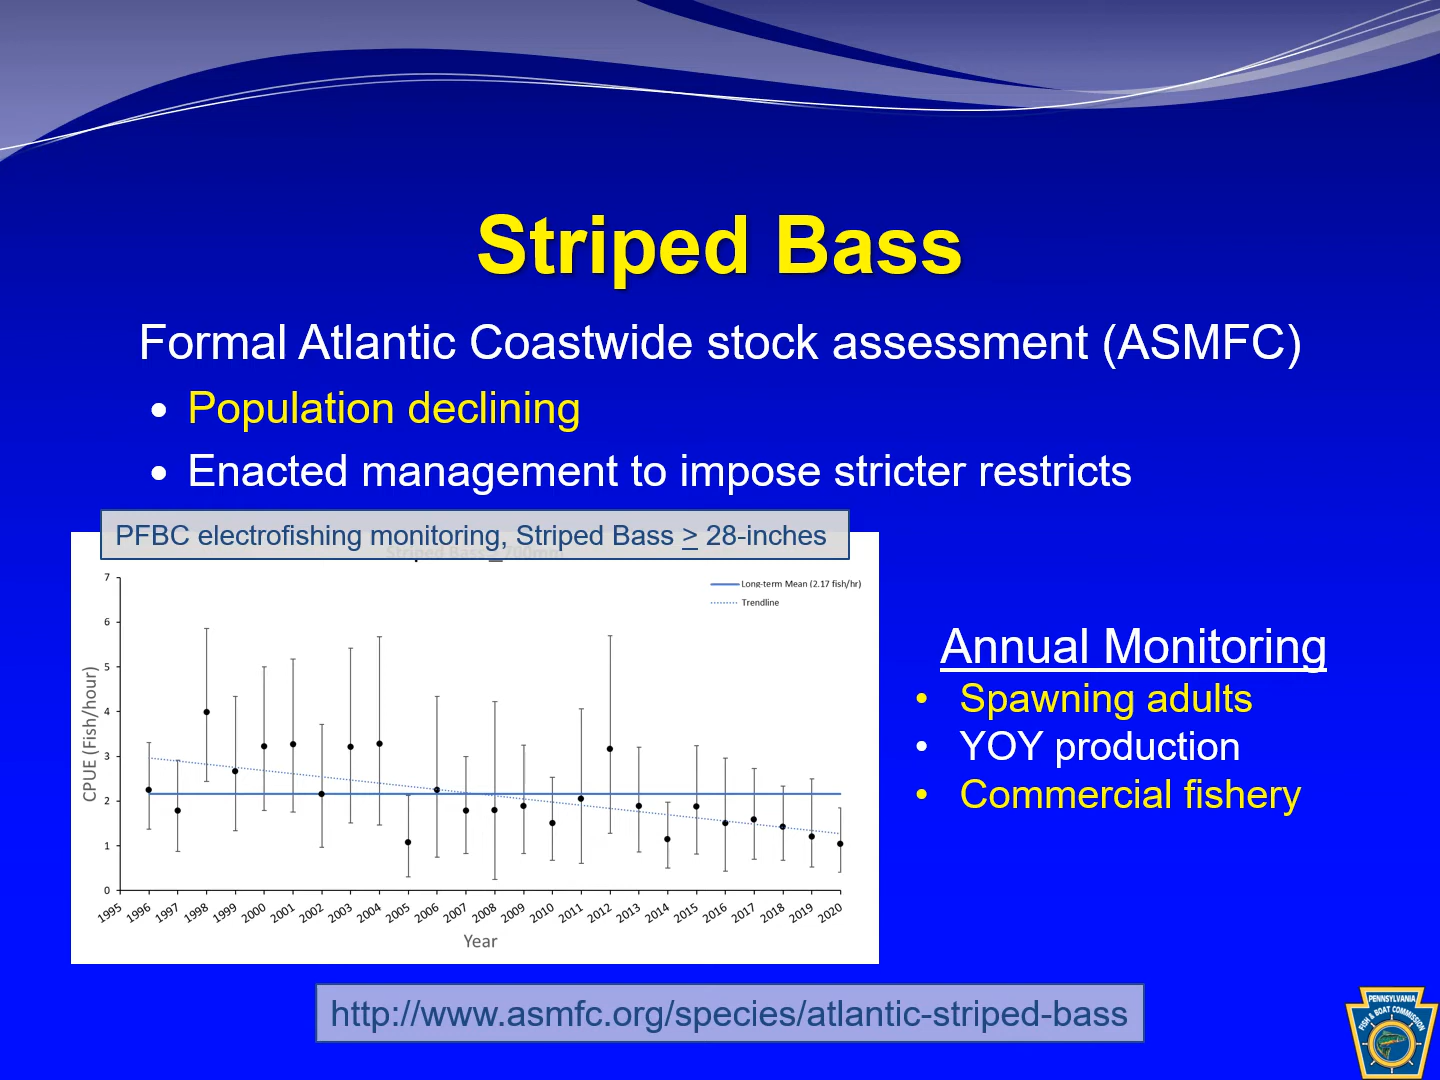 Striped Bass
Formal Atlantic Coastwide stock assessment (ASMFC)
• Population declining
• Enacted management to impose stricter restricts
PFBC electrofishing monitoring, Striped Bass > 28-inches
Striped Bass > 700mm
7
6
5
4
3
2
1
0
CPUE (Fish/hour)
Long-term Mean (2.17 fish/hr)
Trendline
1995 1996 1997 1998 1999 2000 2001 2002 2003 2004 2005 2006 2007 2008 2009 2010 2011 2012 2013 2014 2015 2016 2017 2018 2019 2020
Year
Annual Monitoring
• Spawning adults
• YOY production
• Commercial fishery
http://www.asmfc.org/species/atlantic-striped-bass
PENNSYLVANIA
FISH & BOAT COMMISSION